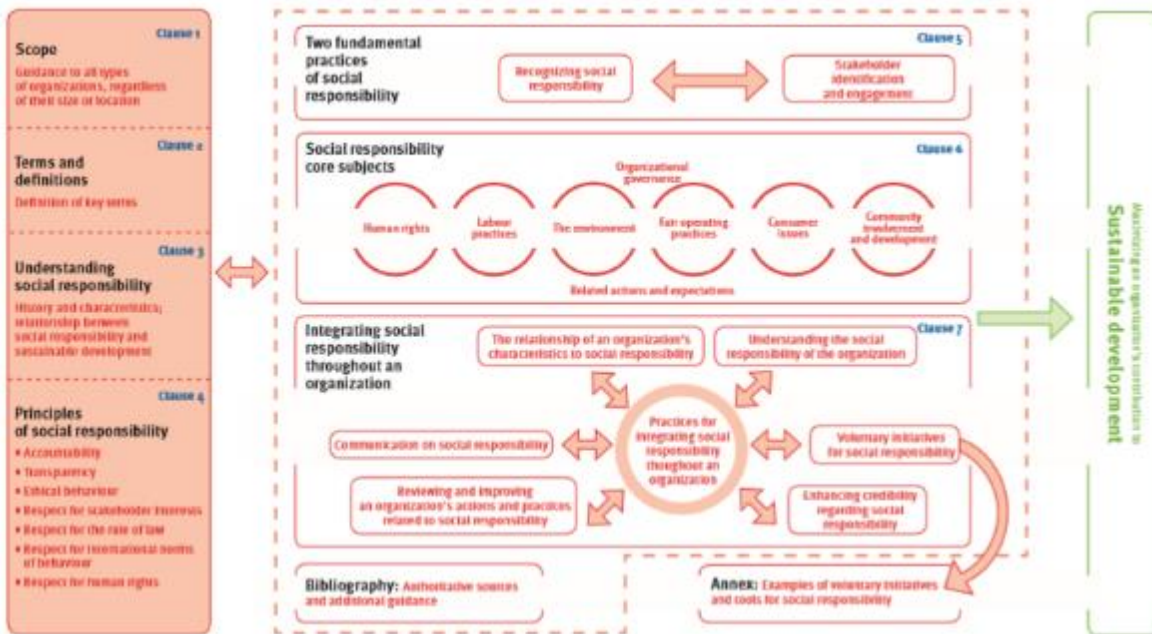 Clause 1
Scope
Guidance to all types
of organizations, regardless
of their size or location
Clause 2
Terms and
definitions
Definition of key terms
Clause 3
Understanding
social responsibility
History and characteristics;
relationship between
social responsibility and
sustainable development
Clause 4
Principles
of social responsibility
• Accountability
• Transparency
• Ethical behaviour
• Respect for stakeholder interests
• Respect for the rule of law
• Respect for international norms
of behaviour
• Respect for human rights
Two fundamental
practices
of social
responsibility
Clause 5
Recognizing social
responsibility
Stakeholder
identification
and engagement
Social responsibility
core subjects
Clause 6
Organizational
governance
Human rights
Labour
practices
The environment
Fair operating
practices
Consumer
issues
Community
involvement
and development
Related actions and expectations
Integrating social
responsibility
throughout an
organization
Clause 7
The relationship of an organization's
characteristics to social responsibility
Understanding the social
responsibility of the organization
Practices for
integrating social
responsibility
throughout an
organization
Communication on social responsibility
Voluntary initiatives
for social responsibility
Reviewing and improving
an organization's actions and practices
related to social responsibility
Enhancing credibility
regarding social
responsibility
Bibliography: Authoritative sources
and additional guidance
Annex: Examples of voluntary initiatives
and tools for social responsibility
Maximizing an organization's contribution to
Sustainable development